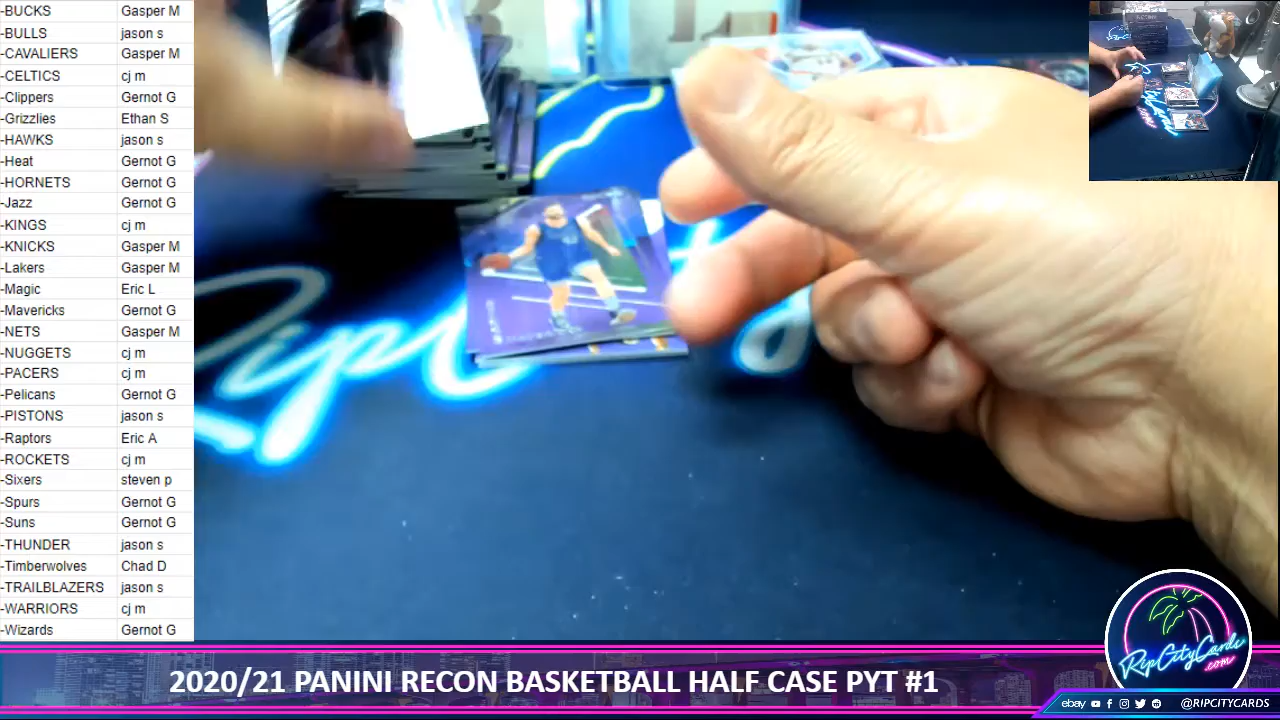 -BUCKS Gasper M
-BULLS jason s
-CAVALIERS Gasper M
-CELTICS cj m
-Clippers Gernot G
-Grizzlies Ethan S
-HAWKS jason s
-Heat Gernot G
-HORNETS Gernot G
-Jazz Gernot G
-KINGS cj m
-KNICKS Gasper M
-Lakers Gasper M
-Magic Eric L
-Mavericks Gernot G
-NETS Gasper M
-NUGGETS cj m
-PACERS cj m
-Pelicans Gernot G
-PISTONS jason s
-Raptors Eric A
-ROCKETS cj m
-Sixers steven p
-Spurs Gernot G
-Suns Gernot G
-THUNDER jason s
-Timberwolves Chad D
-TRAILBLAZERS jason s
-WARRIORS cj m
-Wizards Gernot G
Rip
RipCityCards
.com
2020/21 PANINI RECON BASKETBALL HALF CASE PYT #1
ebay @RIPCITYCARDS